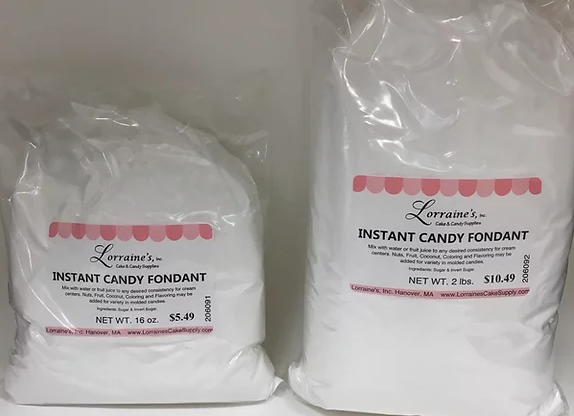 Lorraine's, Inc.
Cake & Candy Supplies
INSTANT CANDY FONDANT
Mix with water or fruit juice to any desired consistency for cream
centers. Nuts, Fruit, Coconut, Coloring and Flavoring may be
added for variety in molded candies.
Ingredients: Sugar & Invert Sugar.
NET WT. 16 oz. $5.49
206091
Lorraine's, Inc. Hanover, MA www.LorrainesCakeSupply.com
Lorraine's, Inc.
Cake & Candy Supplies
INSTANT CANDY FONDANT
Mix with water or fruit juice to any desired consistency for cream
centers. Nuts, Fruit, Coconut, Coloring and Flavoring may be
added for variety in molded candies.
Ingredients: Sugar & Invert Sugar
NET WT. 2 lbs. $10.49
206092
Lorraine's, Inc. Hanover, MA www.LorrainesCakeSupply.com